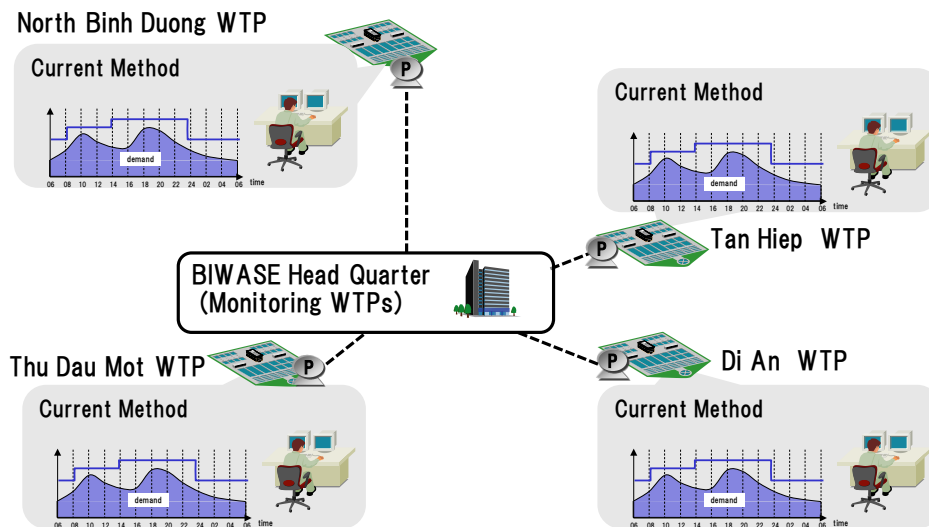 North Binh Duong WTP
Current Method
P
demand
06 08 10 12 14 16 18 20 22 24 02 04 06 time
Current Method
demand
06 08 10 12 14 16 18 20 22 24 02 04 06 time
P
Tan Hiep WTP
BIWASE Head Quarter
(Monitoring WTPs)
Thu Dau Mot WTP
P
Current Method
demand
06 08 10 12 14 16 18 20 22 24 02 04 06 time
P
Di An WTP
Current Method
demand
06 08 10 12 14 16 18 20 22 24 02 04 06 time